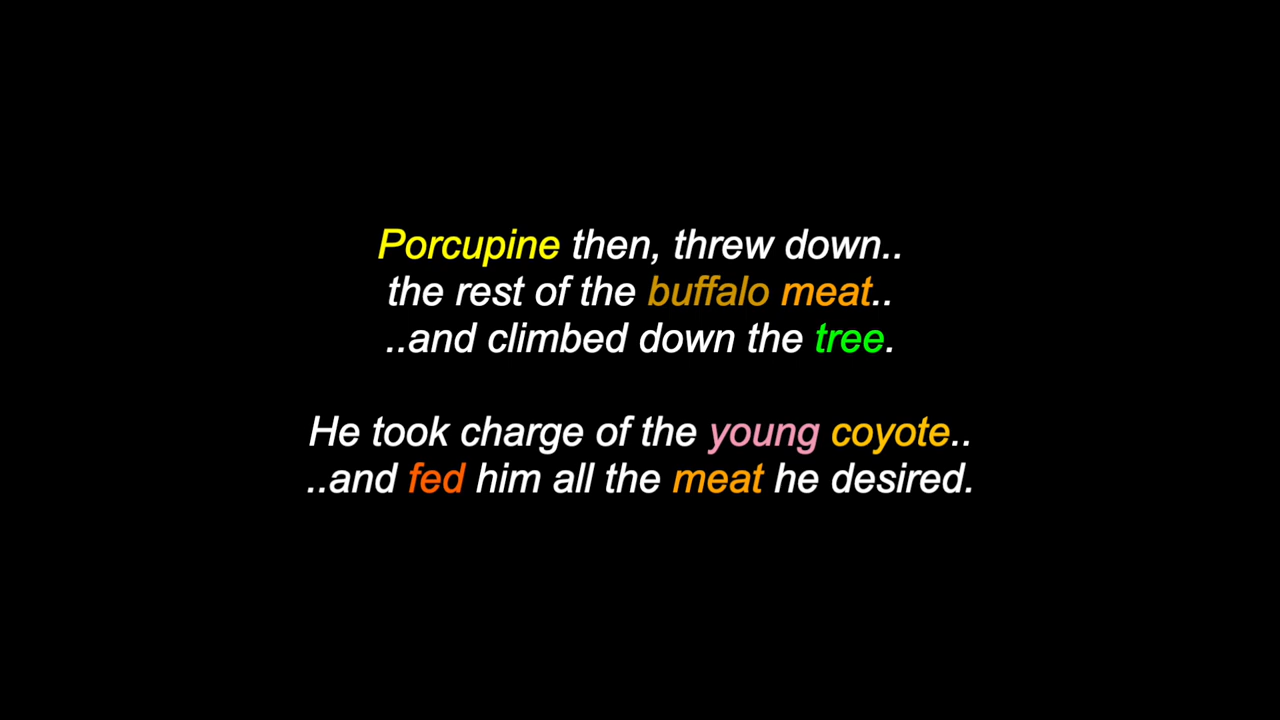 Porcupine then, threw down..
the rest of the buffalo meat..
..and climbed down the tree.
He took charge of the young coyote..
..and fed him all the meat he desired.